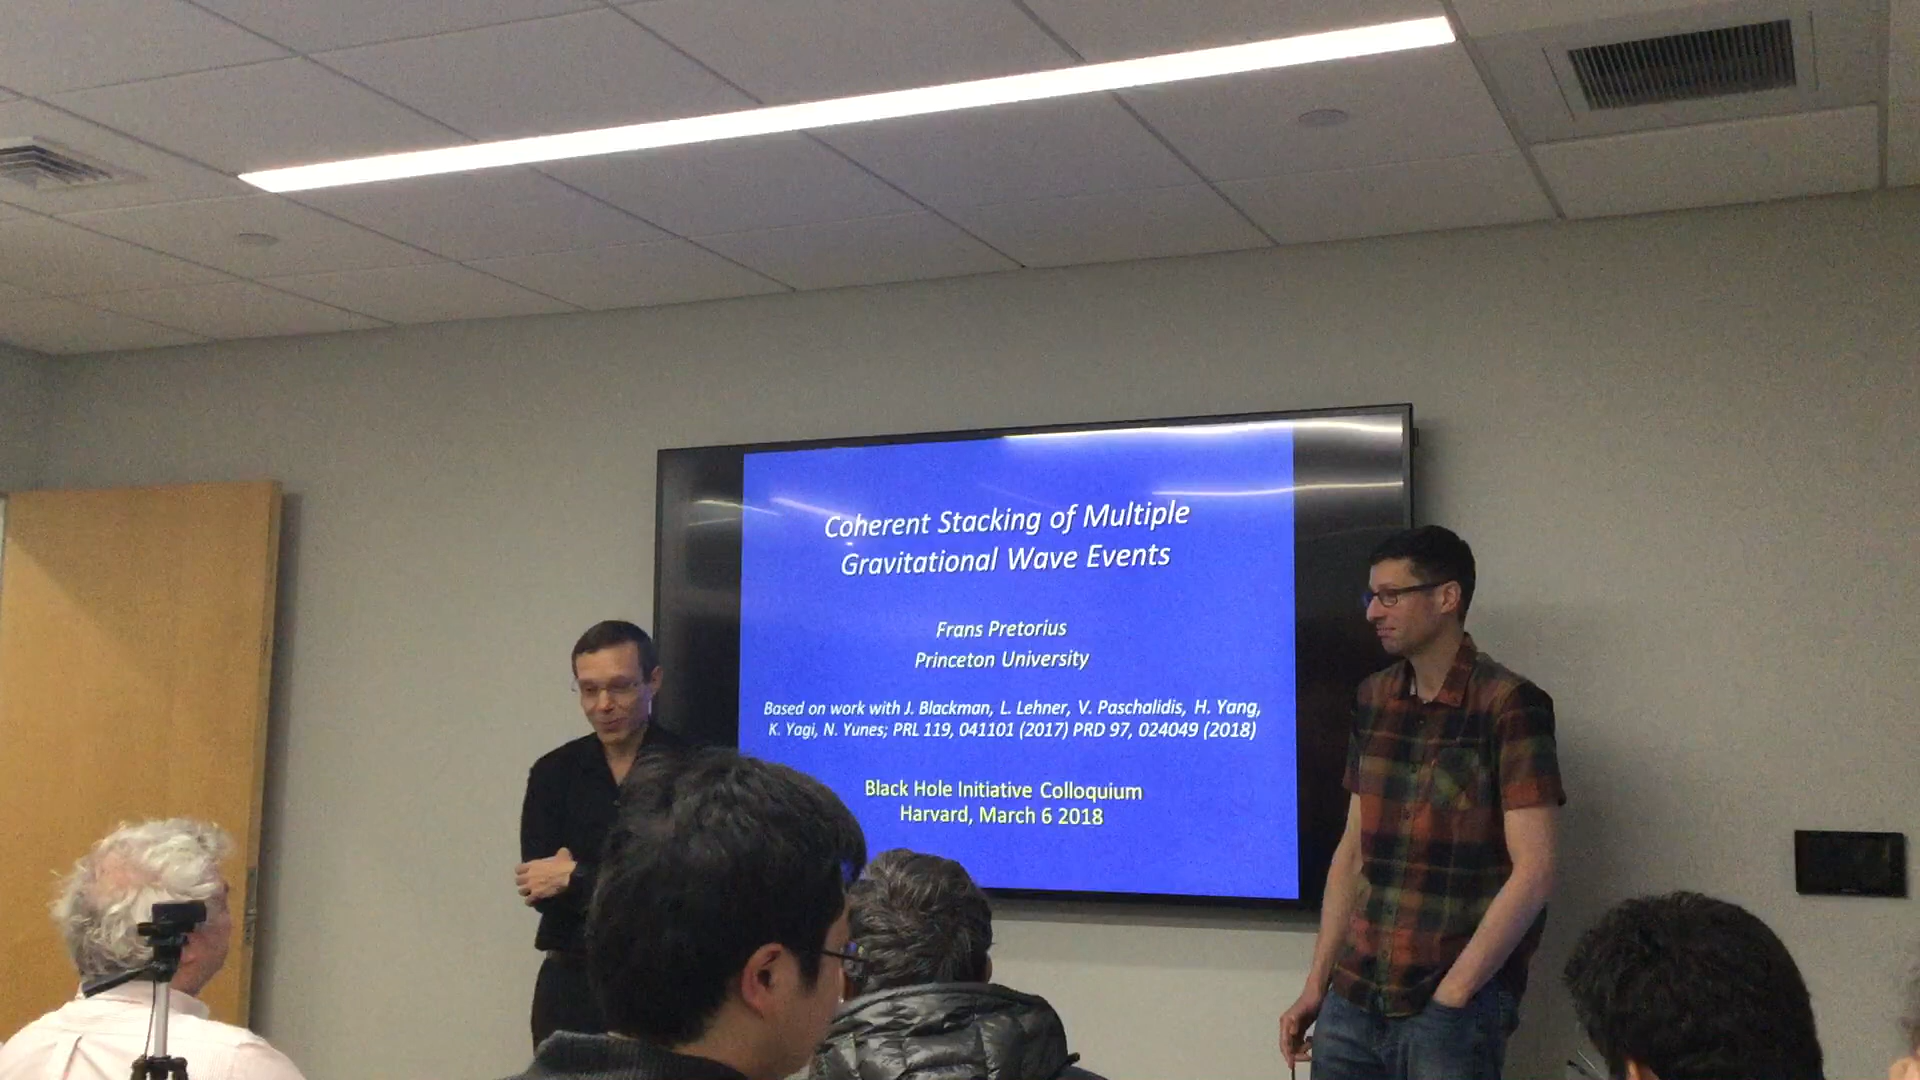 Coherent Stacking of Multiple
Gravitational Wave Events
Frans Pretorius
Princeton University
Based on work with J. Blackman, L. Lehner, V. Paschalidis, H. Yang,
K. Yagi, N. Yunes; PRL 119, 041101 (2017) PRD 97, 024049 (2018)
Black Hole Initiative Colloquium
Harvard, March 6 2018